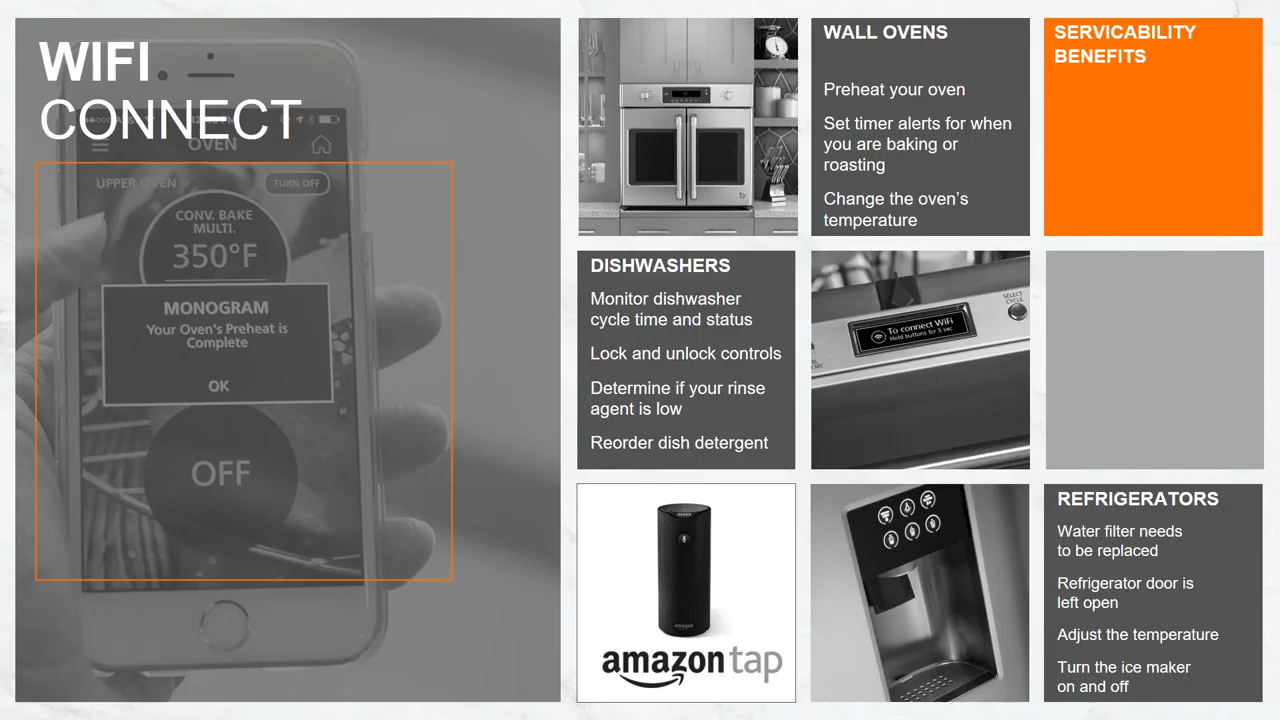 WIFI
CONNECT
OVEN
UPPER OVEN
TURN OFF
CONV. BAKE
MULTI.
350°F
MONOGRAM
Your Oven's Preheat is
Complete
OK
OFF
WALL OVENS
Preheat your oven
Set timer alerts for when
you are baking or
roasting
Change the oven’s
temperature
SERVICABILITY
BENEFITS
DISHWASHERS
Monitor dishwasher
cycle time and status
Lock and unlock controls
Determine if your rinse
agent is low
Reorder dish detergent
SELECT
CYCLE
To connect WiFi
Hold buttons for 3 sec
amazon
amazon tap
REFRIGERATORS
Water filter needs
to be replaced
Refrigerator door is
left open
Adjust the temperature
Turn the ice maker
on and off